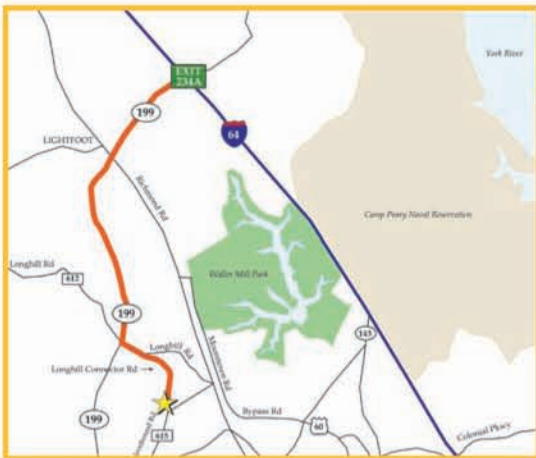 York River
EXIT
234A
199
64
LIGHTFOOT
Richmond Rd
Camp Peary Naval Reservation
Waller Mill Park
Longhill Rd
612
199
143
Longhill Rd
Mooretown Rd
Longhill Connector Rd
Bypass Rd
60
199
615
Colonial Pkwy